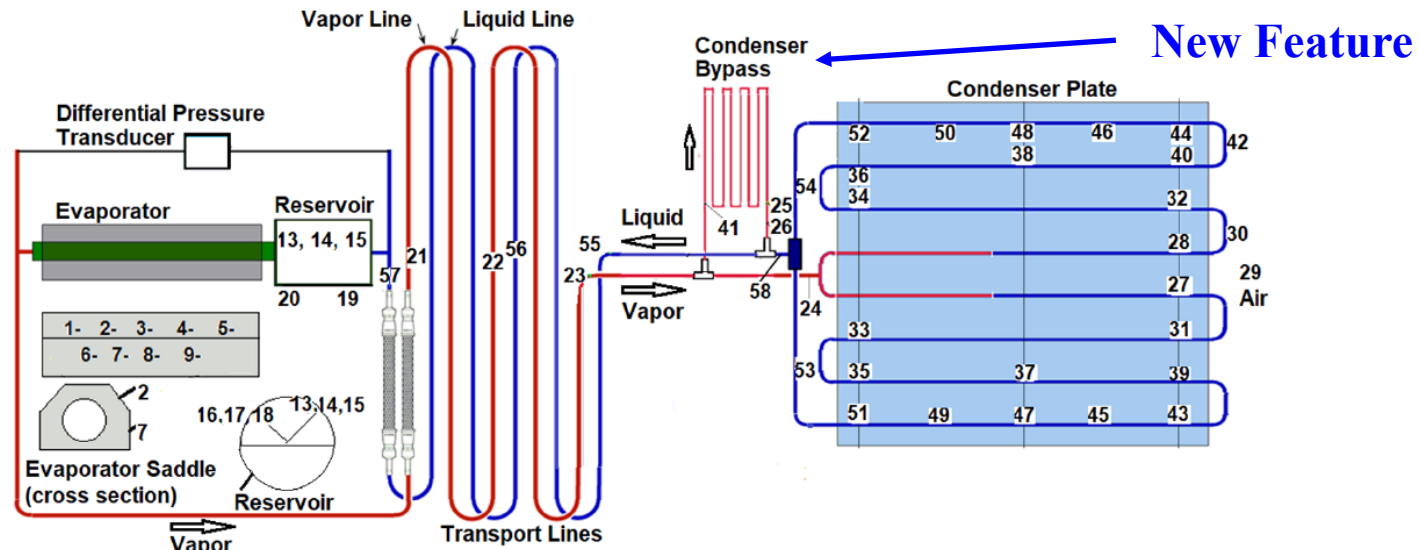 Vapor Line Liquid Line
New Feature
Condenser
Bypass
Condenser Plate
Differential Pressure
Transducer
52 50 48 46 44
42
38 40
54 36
34 32
Evaporator
Reservoir
13, 14, 15
41 25
26
Liquid
55
21 22 56
30
28
57
20 19
23
58
29
Air
27
Vapor
24
1- 2- 3- 4- 5-
6- 7- 8- 9-
33 31
53 35 37 39
2
7
16,17,18 13,14,15
51 49 47 45 43
Evaporator Saddle
(cross section)
Reservoir
Vapor
Transport Lines